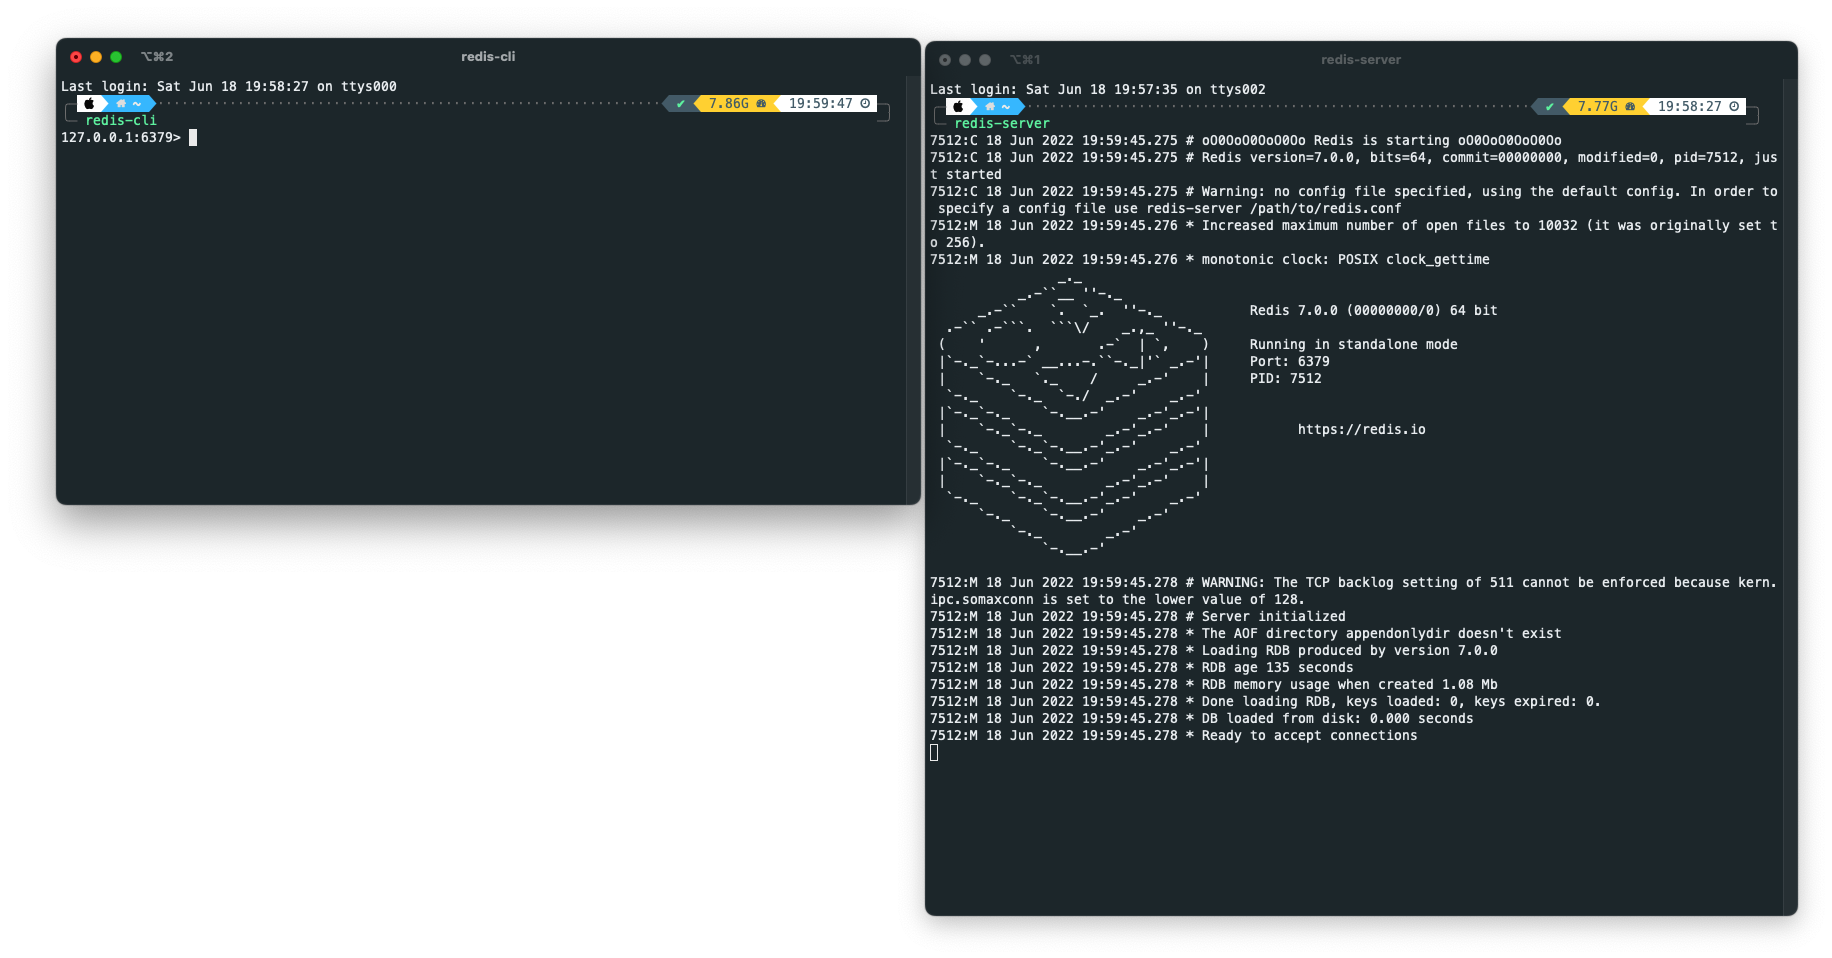 ⌥⌘2
redis-cli
Last login: Sat Jun 18 19:58:27 on ttys000
~ ✔ 7.86G 19:59:47
redis-cli
127.0.0.1:6379>
⌥⌘1
redis-server
Last login: Sat Jun 18 19:57:35 on ttys002
~ ✔ 7.77G 19:58:27
redis-server
7512:C 18 Jun 2022 19:59:45.275 # oO0OoO0OoO0Oo Redis is starting oO0OoO0OoO0Oo
7512:C 18 Jun 2022 19:59:45.275 # Redis version=7.0.0, bits=64, commit=00000000, modified=0, pid=7512, jus
t started
7512:C 18 Jun 2022 19:59:45.275 # Warning: no config file specified, using the default config. In order to
specify a config file use redis-server /path/to/redis.conf
7512:M 18 Jun 2022 19:59:45.276 * Increased maximum number of open files to 10032 (it was originally set t
o 256).
7512:M 18 Jun 2022 19:59:45.276 * monotonic clock: POSIX clock_gettime
Redis 7.0.0 (00000000/0) 64 bit
Running in standalone mode
Port: 6379
PID: 7512
https://redis.io
7512:M 18 Jun 2022 19:59:45.278 # WARNING: The TCP backlog setting of 511 cannot be enforced because kern.
ipc.somaxconn is set to the lower value of 128.
7512:M 18 Jun 2022 19:59:45.278 # Server initialized
7512:M 18 Jun 2022 19:59:45.278 * The AOF directory appendonlydir doesn't exist
7512:M 18 Jun 2022 19:59:45.278 * Loading RDB produced by version 7.0.0
7512:M 18 Jun 2022 19:59:45.278 * RDB age 135 seconds
7512:M 18 Jun 2022 19:59:45.278 * RDB memory usage when created 1.08 Mb
7512:M 18 Jun 2022 19:59:45.278 * Done loading RDB, keys loaded: 0, keys expired: 0.
7512:M 18 Jun 2022 19:59:45.278 * DB loaded from disk: 0.000 seconds
7512:M 18 Jun 2022 19:59:45.278 * Ready to accept connections